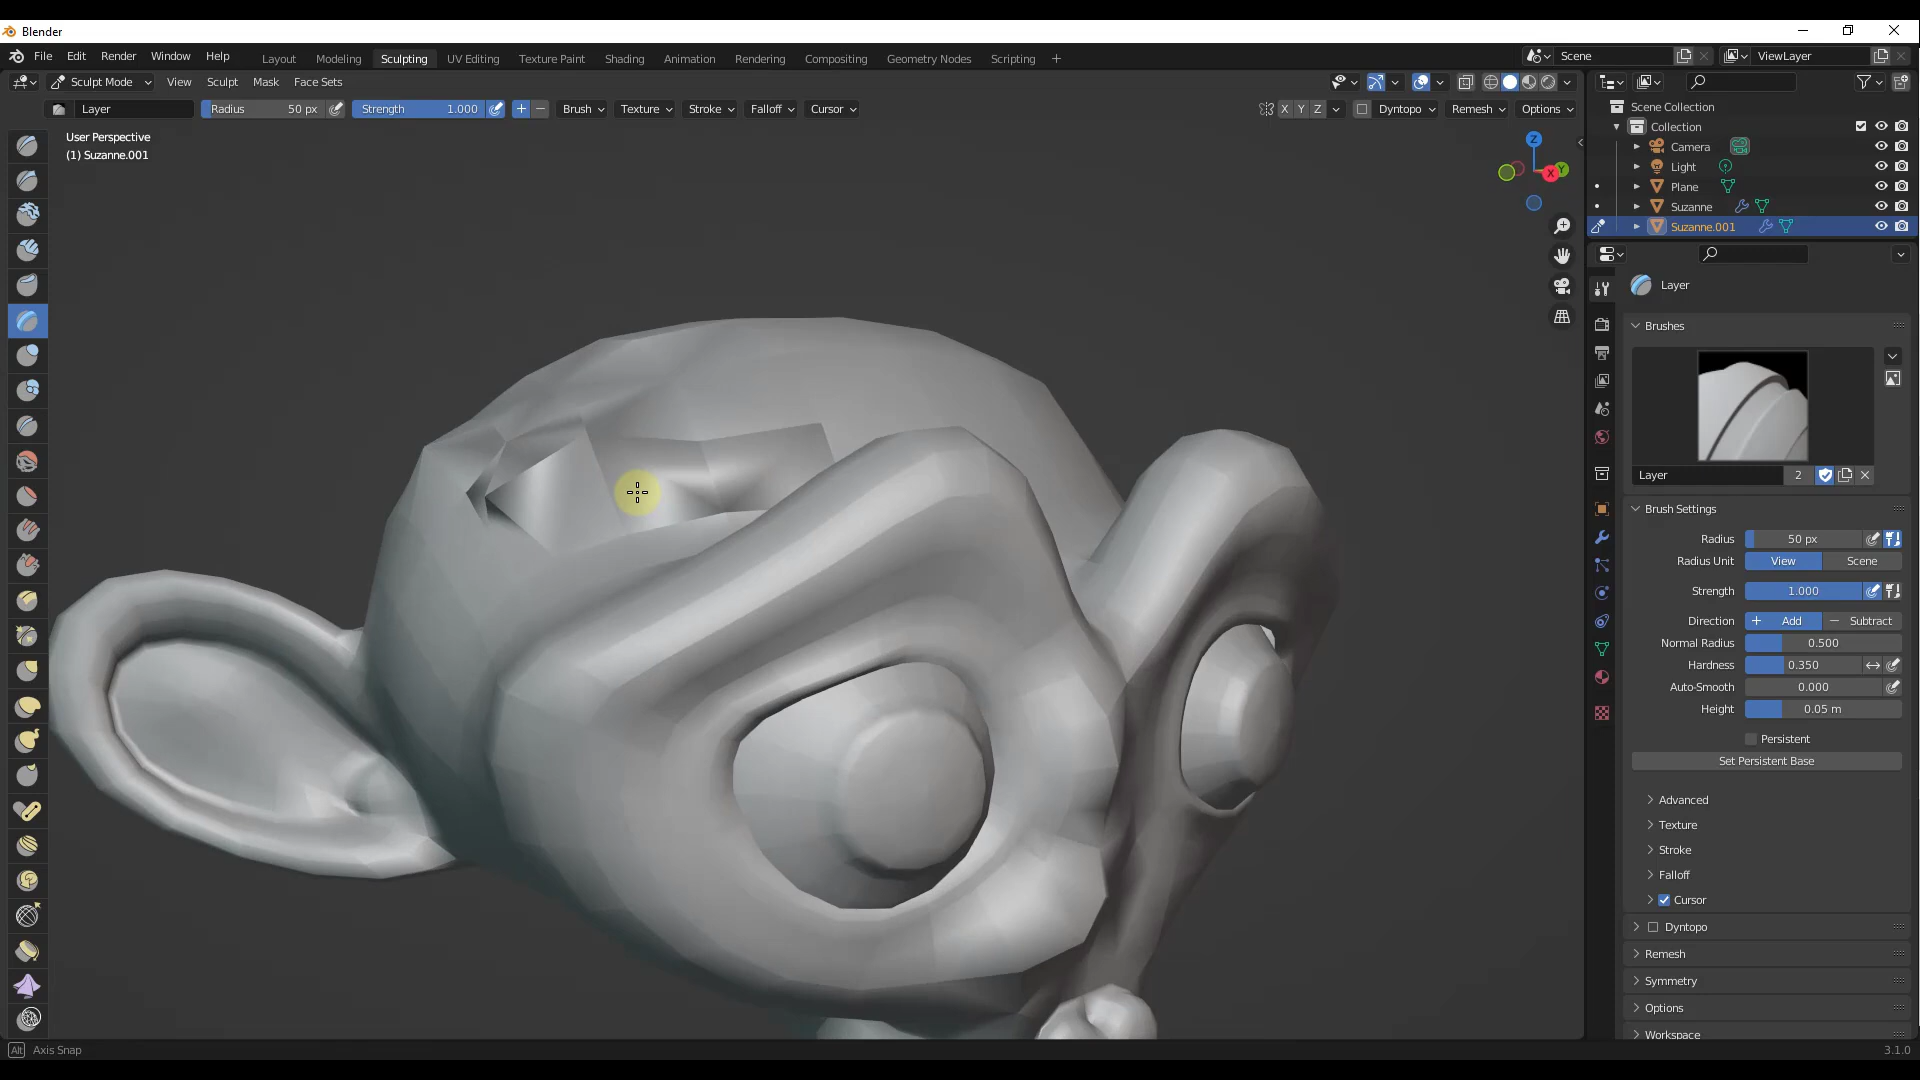 Blender
File Edit Render Window Help Layout Modeling Sculpting UV Editing Texture Paint Shading Animation Rendering Compositing Geometry Nodes Scripting + Scene ViewLayer
Sculpt Mode View Sculpt Mask Face Sets
Layer Radius 50 px Strength 1.000 + − Brush Texture Stroke Falloff Cursor X Y Z Dyntopo Remesh Options
User Perspective
(1) Suzanne.001
Z
Y
X
Scene Collection
Collection
Camera
Light
Plane
Suzanne
Suzanne.001
Layer
Brushes
Layer 2
Brush Settings
Radius 50 px
Radius Unit View Scene
Strength 1.000
Direction + Add − Subtract
Normal Radius 0.500
Hardness 0.350
Auto-Smooth 0.000
Height 0.05 m
Persistent
Set Persistent Base
Advanced
Texture
Stroke
Falloff
Cursor
Dyntopo
Remesh
Symmetry
Options
Workspace
Alt Axis Snap
3.1.0